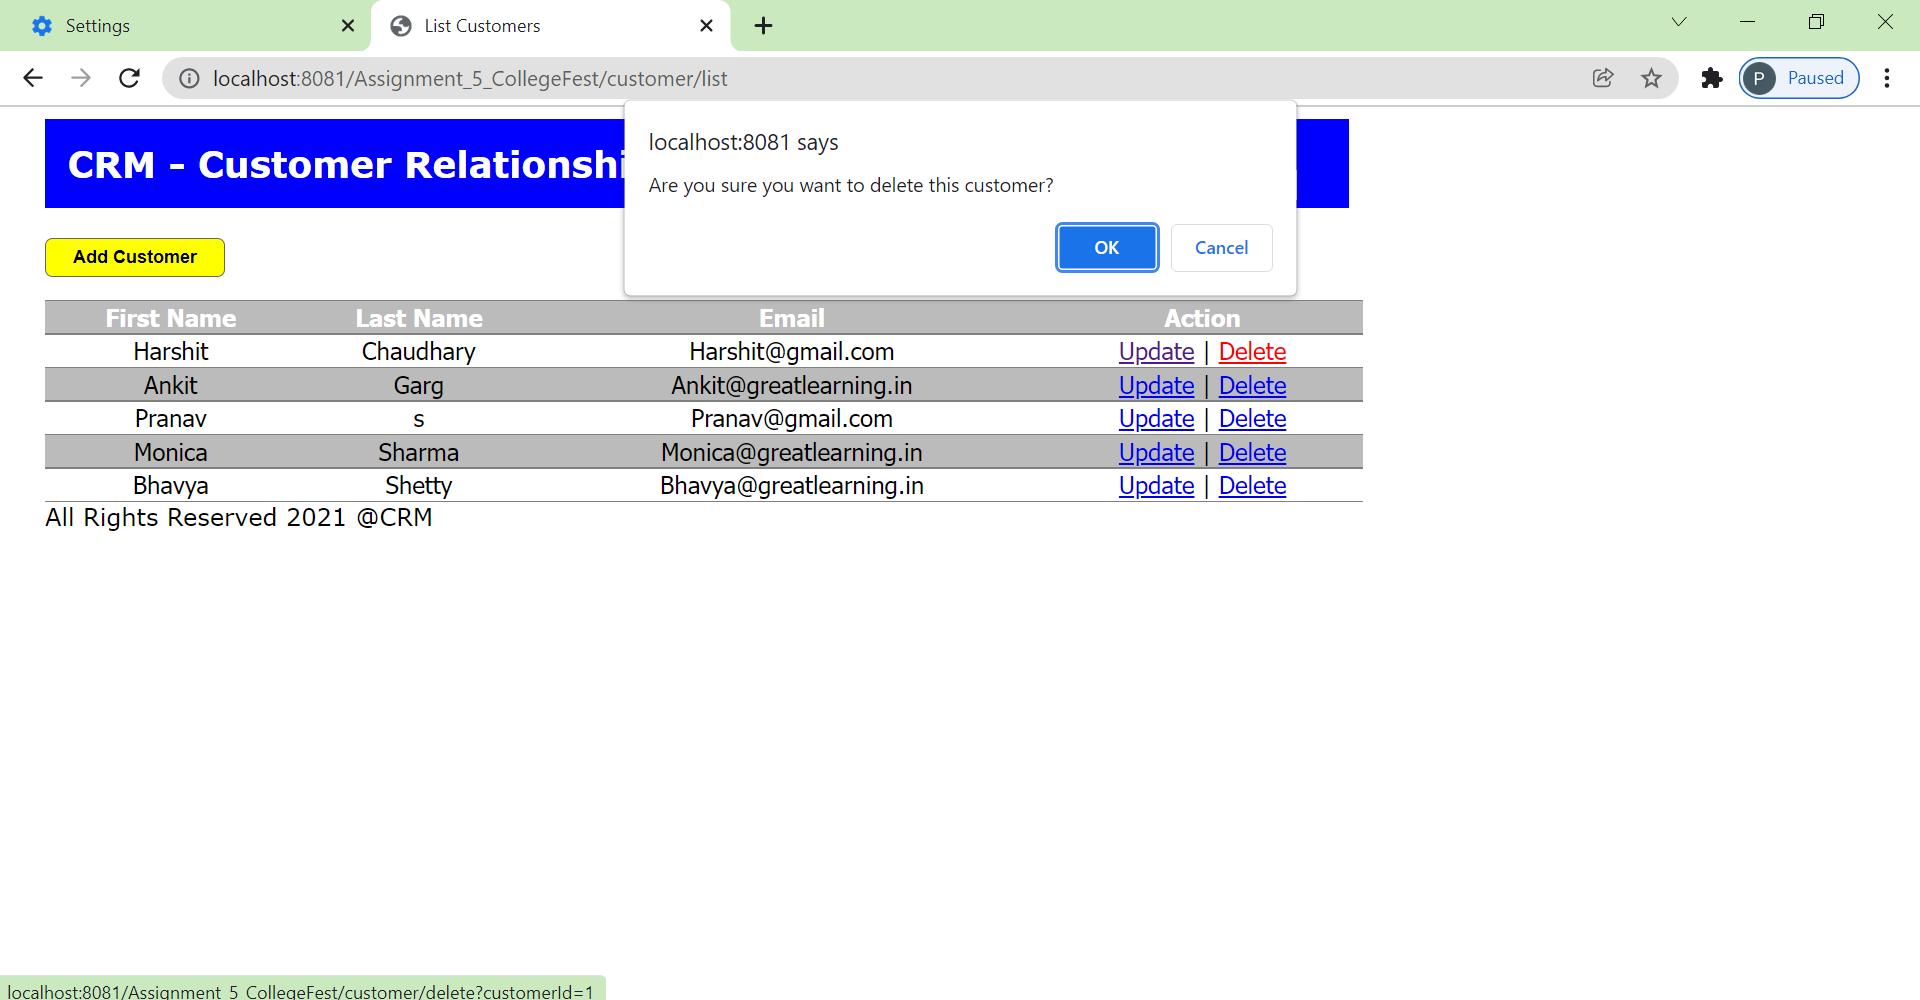 Settings
List Customers
localhost:8081/Assignment_5_CollegeFest/customer/list
P Paused
localhost:8081 says
Are you sure you want to delete this customer?
OK Cancel
CRM - Customer Relationshi
Add Customer
First Name Last Name Email Action
Harshit Chaudhary Harshit@gmail.com Update | Delete
Ankit Garg Ankit@greatlearning.in Update | Delete
Pranav s Pranav@gmail.com Update | Delete
Monica Sharma Monica@greatlearning.in Update | Delete
Bhavya Shetty Bhavya@greatlearning.in Update | Delete
All Rights Reserved 2021 @CRM
localhost:8081/Assignment_5_CollegeFest/customer/delete?customerId=1